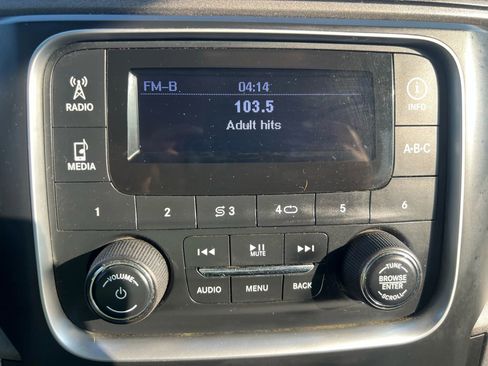 FM-B 04:14
103.5
Adult hits
RADIO
INFO
MEDIA
A•B•C
1 2 3 4 5 6
MUTE
VOLUME
AUDIO MENU BACK
TUNE
BROWSE
ENTER
SCROLL